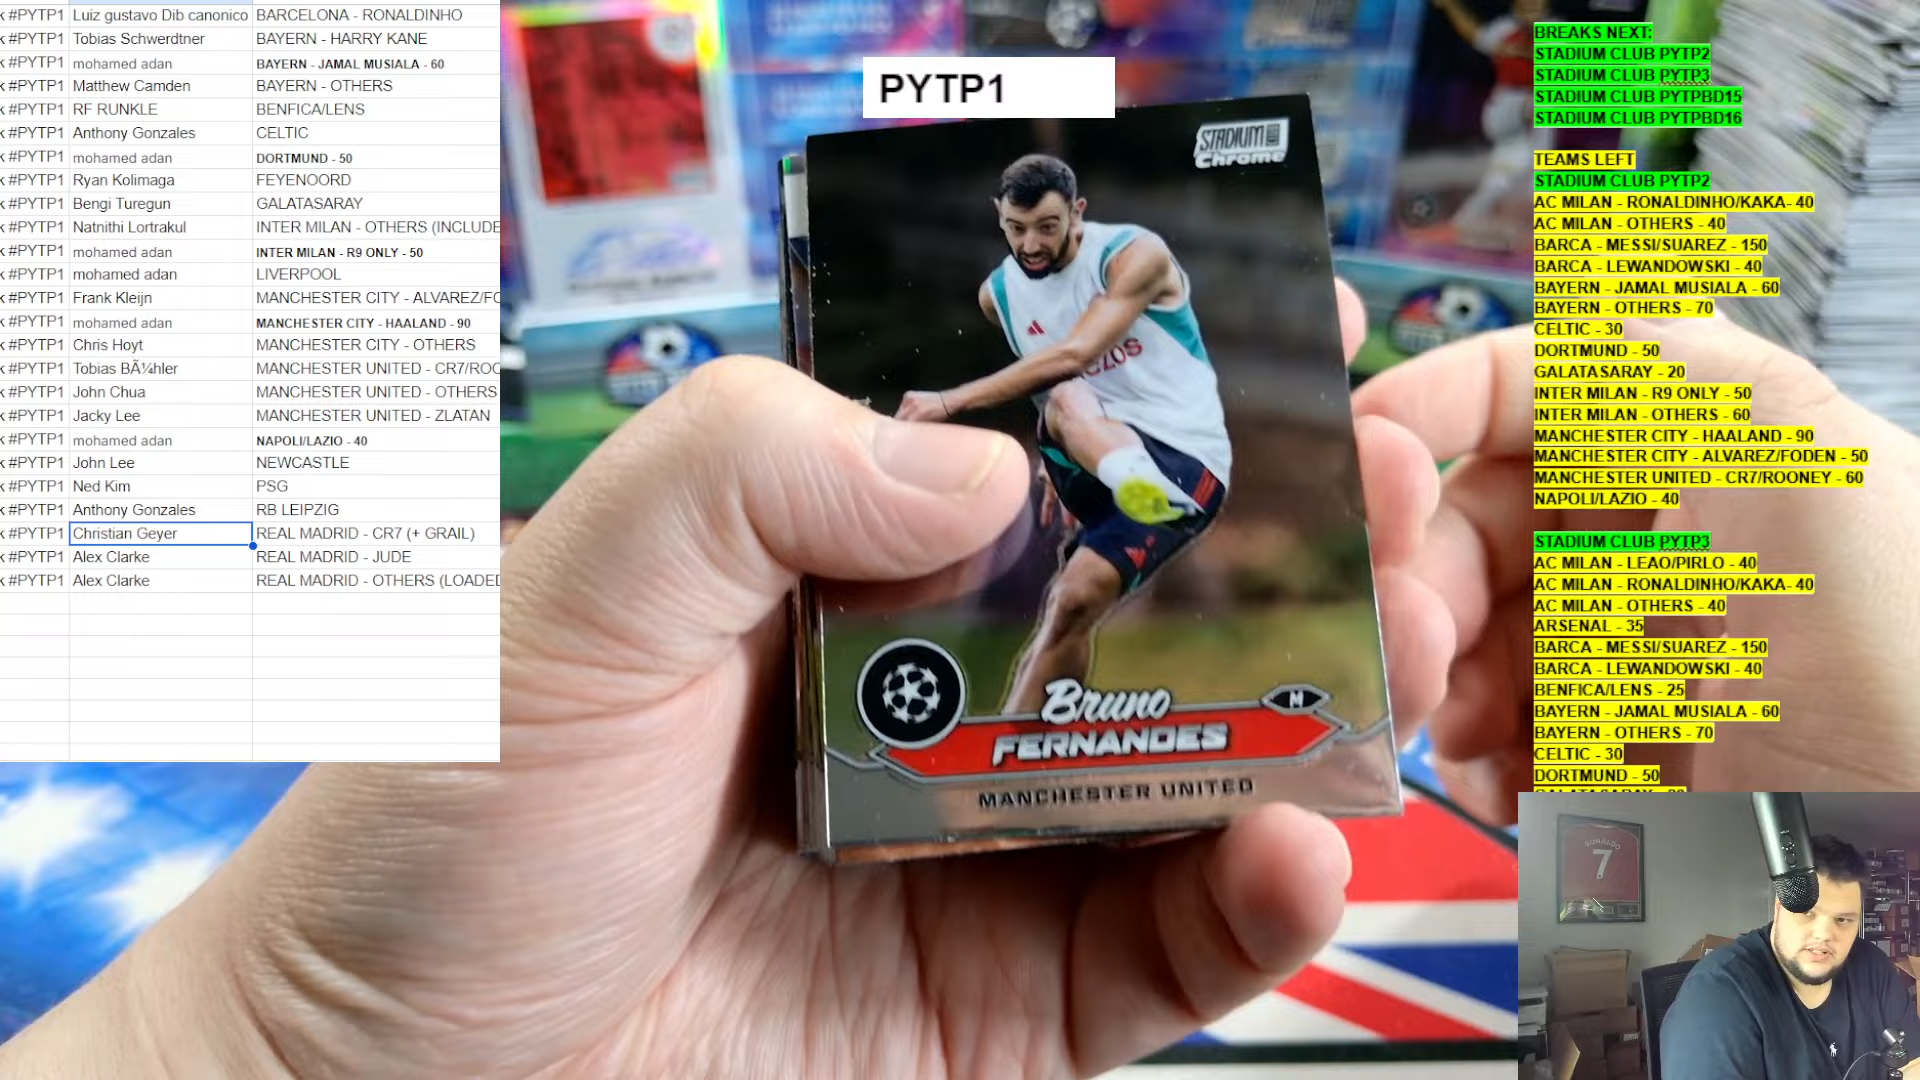 k #PYTP1 Luiz gustavo Dib canonico BARCELONA - RONALDINHO
k #PYTP1 Tobias Schwerdtner BAYERN - HARRY KANE
k #PYTP1 mohamed adan BAYERN - JAMAL MUSIALA - 60
k #PYTP1 Matthew Camden BAYERN - OTHERS
k #PYTP1 RF RUNKLE BENFICA/LENS
k #PYTP1 Anthony Gonzales CELTIC
k #PYTP1 mohamed adan DORTMUND - 50
k #PYTP1 Ryan Kolimaga FEYENOORD
k #PYTP1 Bengi Turegun GALATASARAY
k #PYTP1 Natnithi Lortrakul INTER MILAN - OTHERS (INCLUDE
k #PYTP1 mohamed adan INTER MILAN - R9 ONLY - 50
k #PYTP1 mohamed adan LIVERPOOL
k #PYTP1 Frank Kleijn MANCHESTER CITY - ALVAREZ/FO
k #PYTP1 mohamed adan MANCHESTER CITY - HAALAND - 90
k #PYTP1 Chris Hoyt MANCHESTER CITY - OTHERS
k #PYTP1 Tobias BÃ¼hler MANCHESTER UNITED - CR7/ROO
k #PYTP1 John Chua MANCHESTER UNITED - OTHERS
k #PYTP1 Jacky Lee MANCHESTER UNITED - ZLATAN
k #PYTP1 mohamed adan NAPOLI/LAZIO - 40
k #PYTP1 John Lee NEWCASTLE
k #PYTP1 Ned Kim PSG
k #PYTP1 Anthony Gonzales RB LEIPZIG
k #PYTP1 Christian Geyer REAL MADRID - CR7 (+ GRAIL)
k #PYTP1 Alex Clarke REAL MADRID - JUDE
k #PYTP1 Alex Clarke REAL MADRID - OTHERS (LOADED
PYTP1
STADIUM CLUB
Chrome
Bruno
FERNANDES
M
MANCHESTER UNITED
BREAKS NEXT:
STADIUM CLUB PYTP2
STADIUM CLUB PYTP3
STADIUM CLUB PYTPBD15
STADIUM CLUB PYTPBD16
TEAMS LEFT
STADIUM CLUB PYTP2
AC MILAN - RONALDINHO/KAKA- 40
AC MILAN - OTHERS - 40
BARCA - MESSI/SUAREZ - 150
BARCA - LEWANDOWSKI - 40
BAYERN - JAMAL MUSIALA - 60
BAYERN - OTHERS - 70
CELTIC - 30
DORTMUND - 50
GALATASARAY - 20
INTER MILAN - R9 ONLY - 50
INTER MILAN - OTHERS - 60
MANCHESTER CITY - HAALAND - 90
MANCHESTER CITY - ALVAREZ/FODEN - 50
MANCHESTER UNITED - CR7/ROONEY - 60
NAPOLI/LAZIO - 40
STADIUM CLUB PYTP3
AC MILAN - LEAO/PIRLO - 40
AC MILAN - RONALDINHO/KAKA- 40
AC MILAN - OTHERS - 40
ARSENAL - 35
BARCA - MESSI/SUAREZ - 150
BARCA - LEWANDOWSKI - 40
BENFICA/LENS - 25
BAYERN - JAMAL MUSIALA - 60
BAYERN - OTHERS - 70
CELTIC - 30
DORTMUND - 50
RONALDO
7